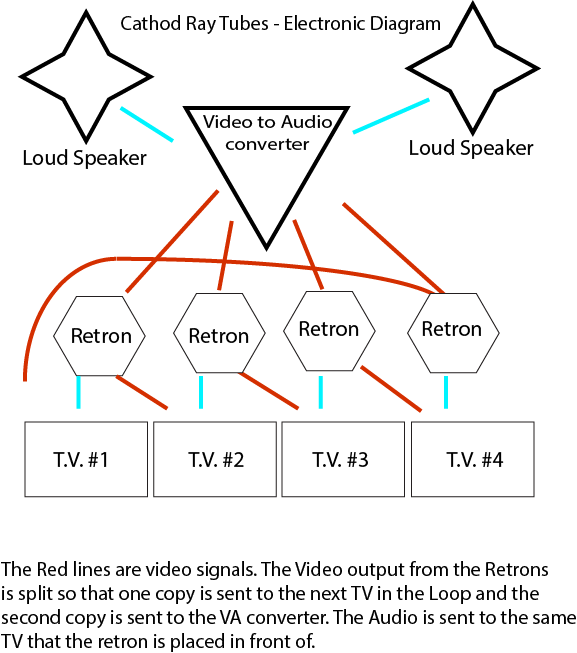 Cathod Ray Tubes - Electronic Diagram
Video to Audio
converter
Loud Speaker
Loud Speaker
Retron
Retron
Retron
Retron
T.V. #1
T.V. #2
T.V. #3
T.V. #4
The Red lines are video signals. The Video output from the Retrons
is split so that one copy is sent to the next TV in the Loop and the
second copy is sent to the VA converter. The Audio is sent to the same
TV that the retron is placed in front of.